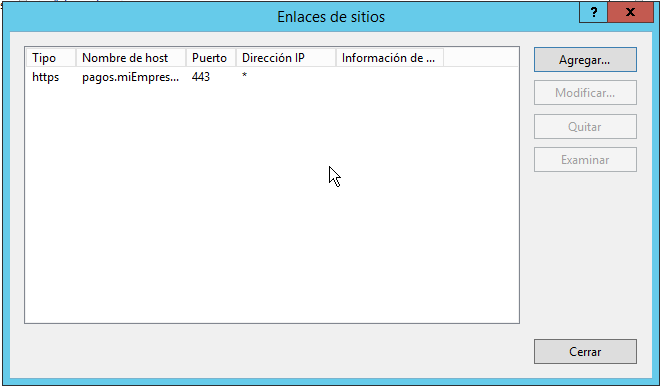 Enlaces de sitios
? x
Tipo Nombre de host Puerto Dirección IP Información de ...
https pagos.miEmpres... 443 *
Agregar...
Modificar...
Quitar
Examinar
Cerrar